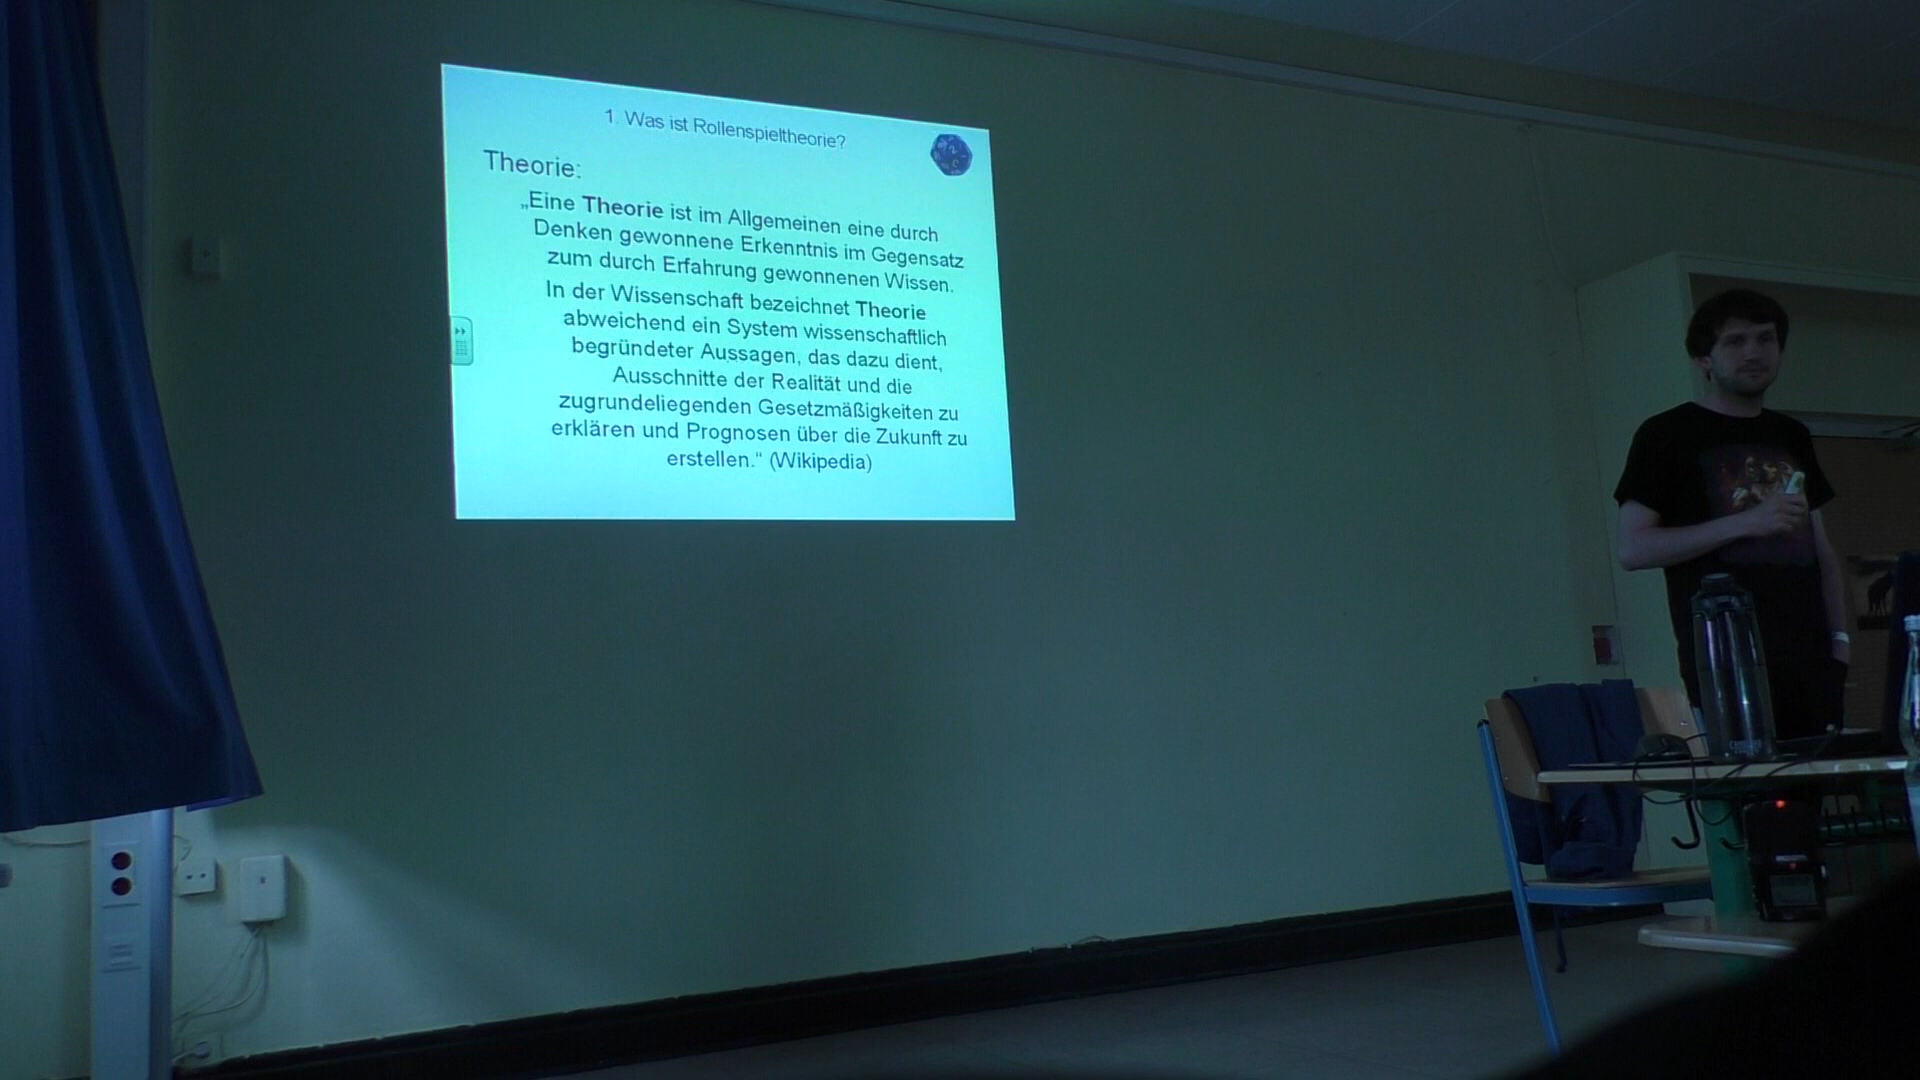 1. Was ist Rollenspieltheorie?
Theorie:
„Eine Theorie ist im Allgemeinen eine durch
Denken gewonnene Erkenntnis im Gegensatz
zum durch Erfahrung gewonnenen Wissen.
In der Wissenschaft bezeichnet Theorie
abweichend ein System wissenschaftlich
begründeter Aussagen, das dazu dient,
Ausschnitte der Realität und die
zugrundeliegenden Gesetzmäßigkeiten zu
erklären und Prognosen über die Zukunft zu
erstellen.“ (Wikipedia)